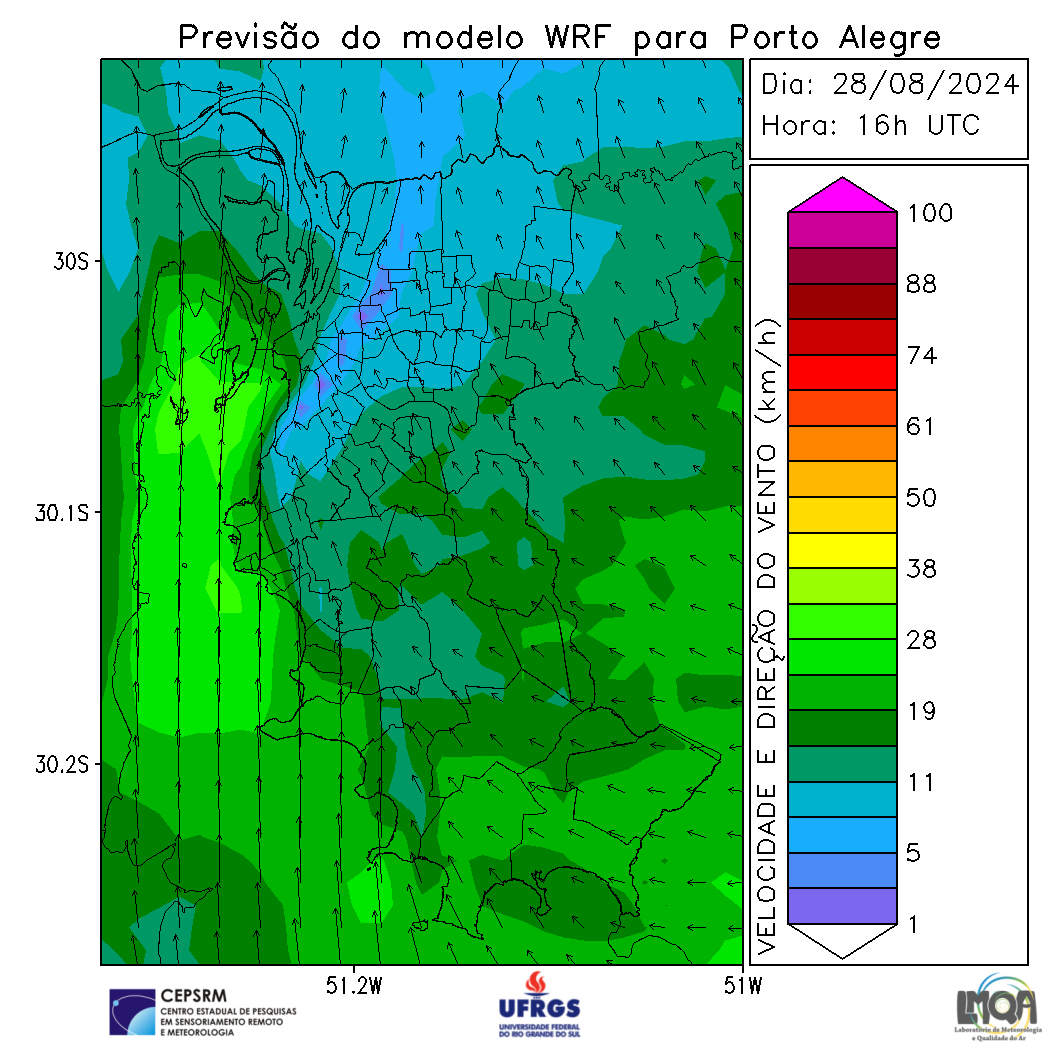 Previsão do modelo WRF para Porto Alegre
Dia: 28/08/2024
Hora: 16h UTC
30S
30.1S
30.2S
51.2W
51W
VELOCIDADE E DIREÇÃO DO VENTO (km/h)
100
88
74
61
50
38
28
19
11
5
1
CEPSRM
CENTRO ESTADUAL DE PESQUISAS
EM SENSORIAMENTO REMOTO
E METEOROLOGIA
UFRGS
UNIVERSIDADE FEDERAL
DO RIO GRANDE DO SUL
LMQA
Laboratório de Meteorologia
e Qualidade do Ar